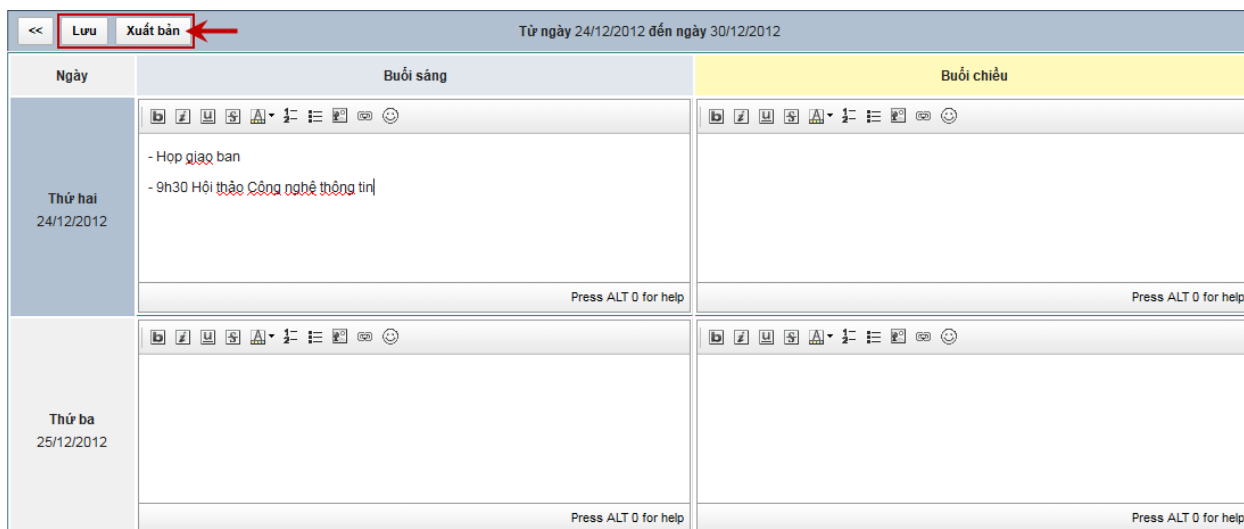 << Lưu Xuất bản Từ ngày 24/12/2012 đến ngày 30/12/2012
Ngày Buổi sáng Buổi chiều
- Họp giao ban
- 9h30 Hội thảo Công nghệ thông tin
Thứ hai
24/12/2012
Press ALT 0 for help Press ALT 0 for help
Thứ ba
25/12/2012
Press ALT 0 for help Press ALT 0 for help